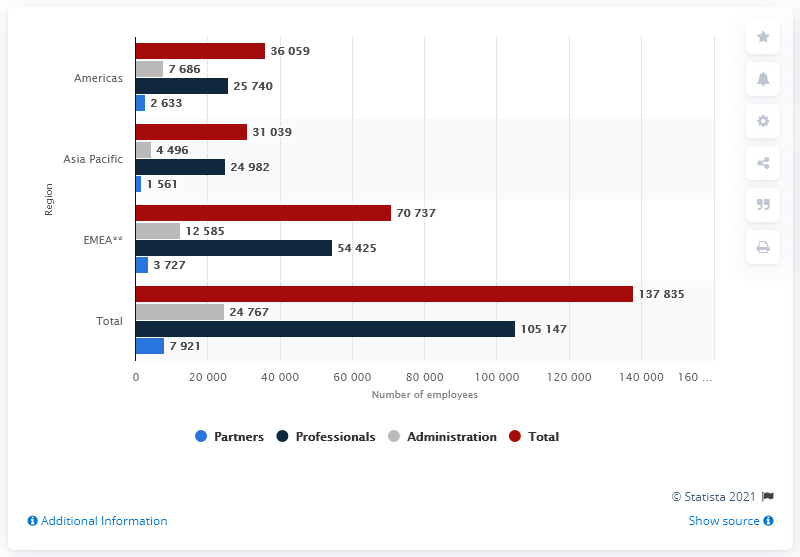 36 059
Americas
7 686
25 740
2 633
31 039
Asia Pacific
4 496
24 982
1 561
Region
70 737
EMEA**
12 585
54 425
3 727
137 835
Total
24 767
105 147
7 921
0 20 000 40 000 60 000 80 000 100 000 120 000 140 000 160 ...
Number of employees
Partners Professionals Administration Total
© Statista 2021
Additional Information Show source